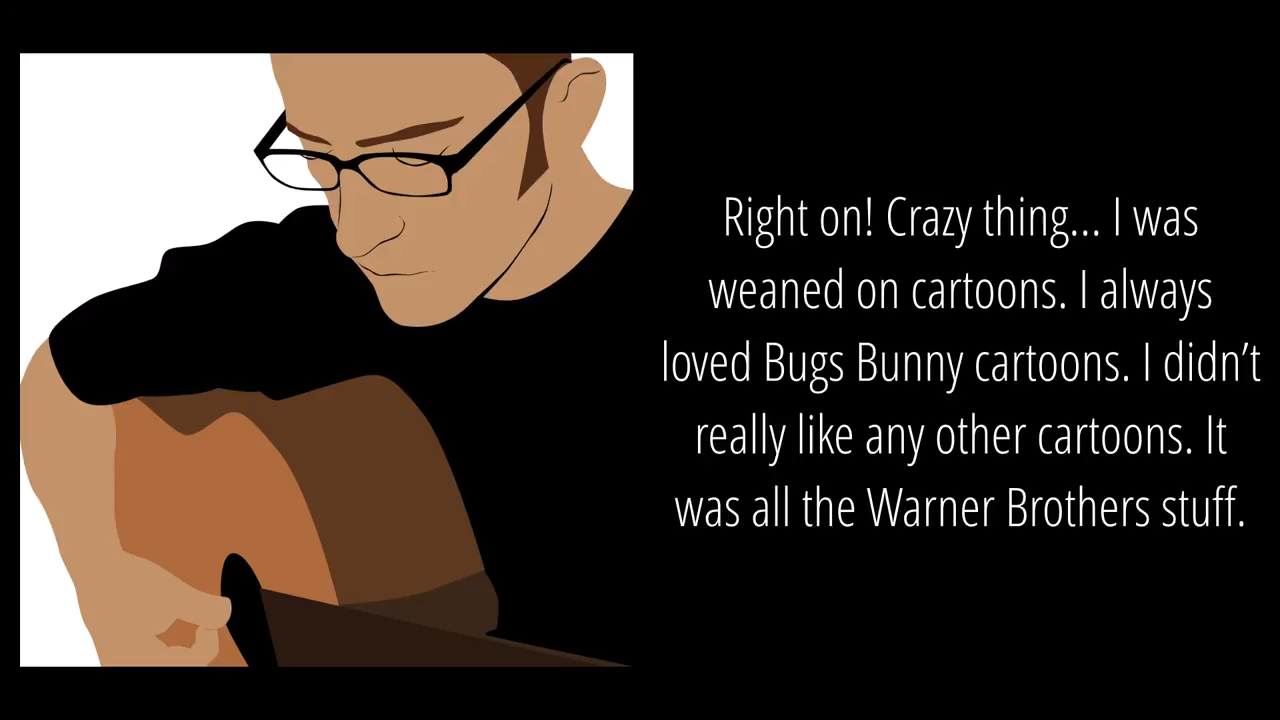 Right on! Crazy thing... I was
weaned on cartoons. I always
loved Bugs Bunny cartoons. I didn’t
really like any other cartoons. It
was all the Warner Brothers stuff.